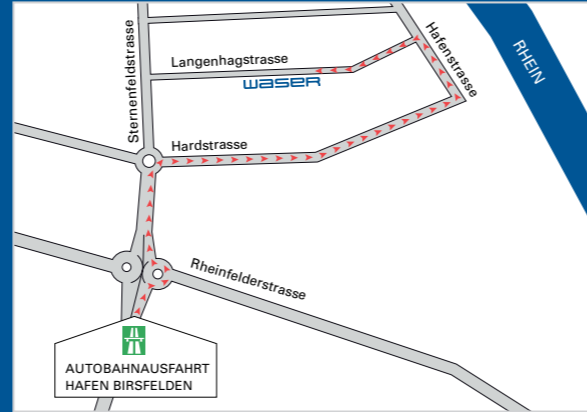 Sternenfeldstrasse
Langenhagstrasse
waser
Hafenstrasse
RHEIN
Hardstrasse
Rheinfelderstrasse
AUTOBAHNAUSFAHRT
HAFEN BIRSFELDEN